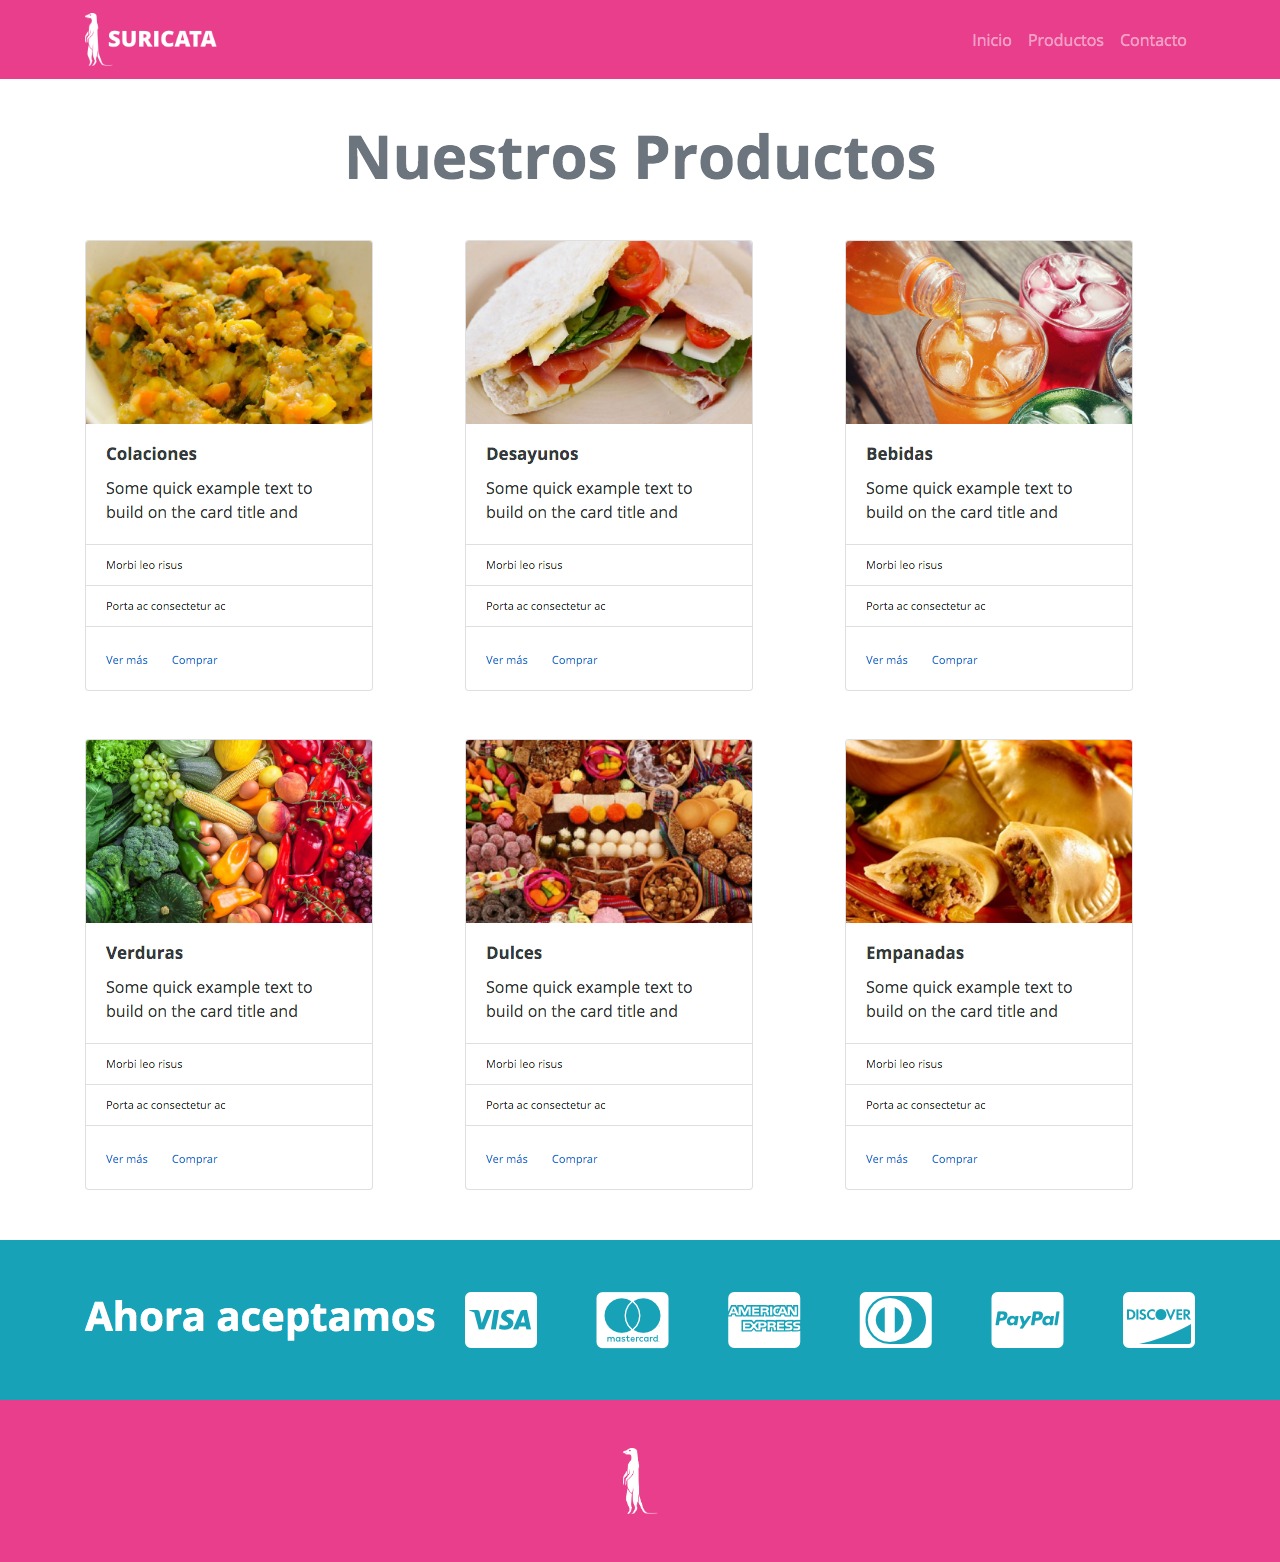 SURICATA
Inicio Productos Contacto
Nuestros Productos
Colaciones
Some quick example text to
build on the card title and
Morbi leo risus
Porta ac consectetur ac
Ver más Comprar
Desayunos
Some quick example text to
build on the card title and
Morbi leo risus
Porta ac consectetur ac
Ver más Comprar
Bebidas
Some quick example text to
build on the card title and
Morbi leo risus
Porta ac consectetur ac
Ver más Comprar
Verduras
Some quick example text to
build on the card title and
Morbi leo risus
Porta ac consectetur ac
Ver más Comprar
Dulces
Some quick example text to
build on the card title and
Morbi leo risus
Porta ac consectetur ac
Ver más Comprar
Empanadas
Some quick example text to
build on the card title and
Morbi leo risus
Porta ac consectetur ac
Ver más Comprar
Ahora aceptamos
VISA
mastercard
AMERICAN
EXPRESS
PayPal
DISCOVER